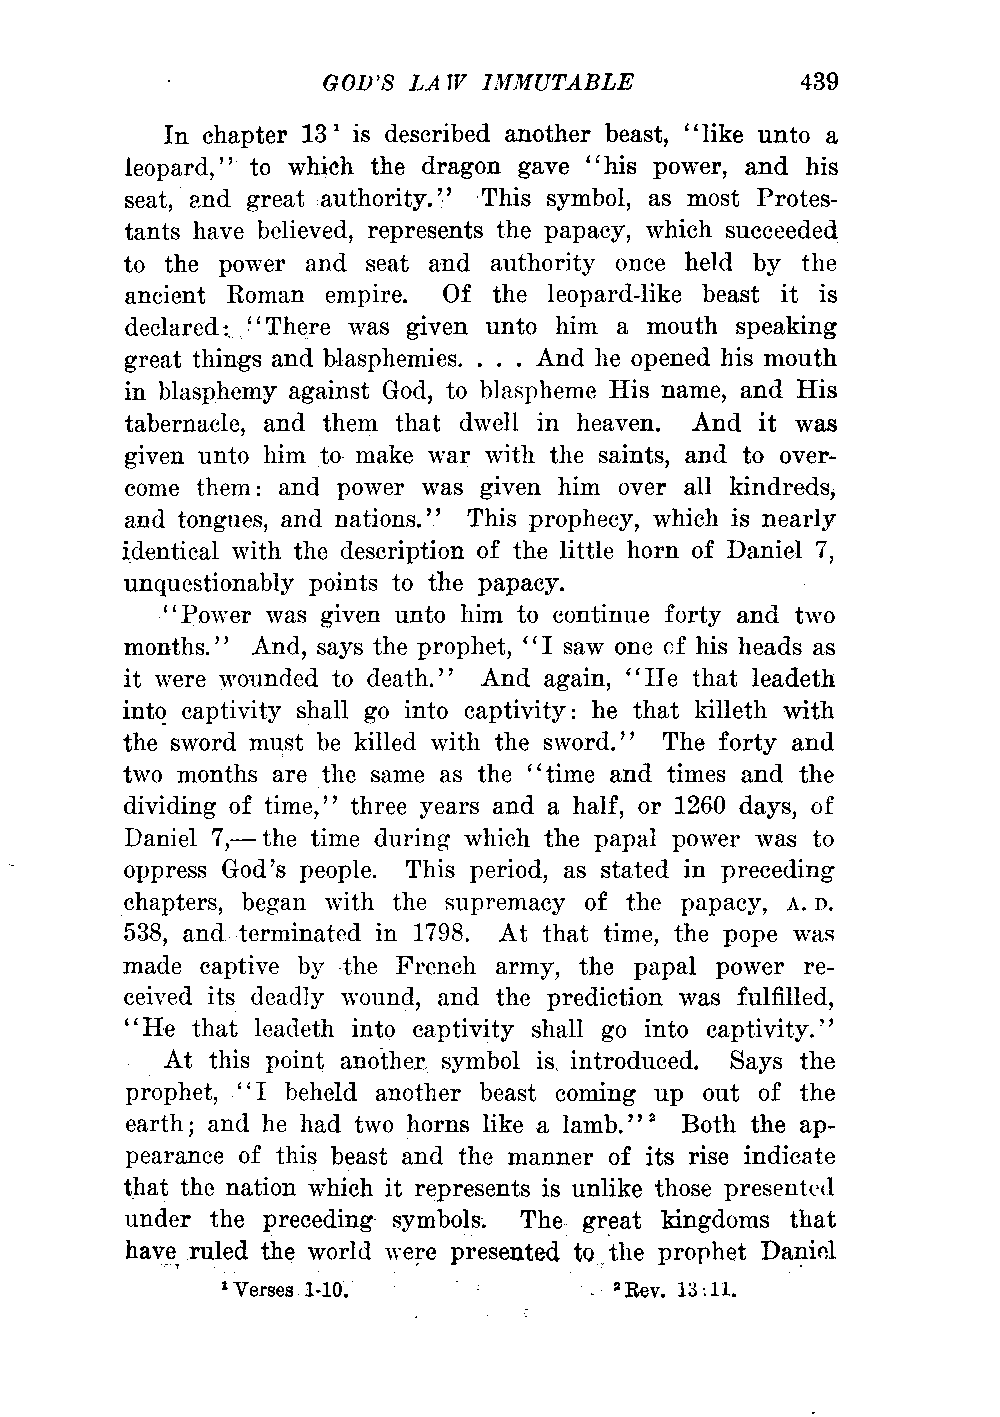 GOD'S LAW IMMUTABLE 439
In chapter 13¹ is described another beast, "like unto a
leopard," to which the dragon gave "his power, and his
seat, and great authority." This symbol, as most Protes-
tants have believed, represents the papacy, which succeeded
to the power and seat and authority once held by the
ancient Roman empire. Of the leopard-like beast it is
declared: "There was given unto him a mouth speaking
great things and blasphemies. . . . And he opened his mouth
in blasphemy against God, to blaspheme His name, and His
tabernacle, and them that dwell in heaven. And it was
given unto him to make war with the saints, and to over-
come them: and power was given him over all kindreds,
and tongues, and nations." This prophecy, which is nearly
identical with the description of the little horn of Daniel 7,
unquestionably points to the papacy.
"Power was given unto him to continue forty and two
months." And, says the prophet, "I saw one of his heads as
it were wounded to death." And again, "He that leadeth
into captivity shall go into captivity: he that killeth with
the sword must be killed with the sword." The forty and
two months are the same as the "time and times and the
dividing of time," three years and a half, or 1260 days, of
Daniel 7,—the time during which the papal power was to
oppress God's people. This period, as stated in preceding
chapters, began with the supremacy of the papacy, A. D.
538, and terminated in 1798. At that time, the pope was
made captive by the French army, the papal power re-
ceived its deadly wound, and the prediction was fulfilled,
"He that leadeth into captivity shall go into captivity."
At this point another symbol is introduced. Says the
prophet, "I beheld another beast coming up out of the
earth; and he had two horns like a lamb."² Both the ap-
pearance of this beast and the manner of its rise indicate
that the nation which it represents is unlike those presented
under the preceding symbols. The great kingdoms that
have ruled the world were presented to the prophet Daniel
¹Verses 1-10. ²Rev. 13:11.